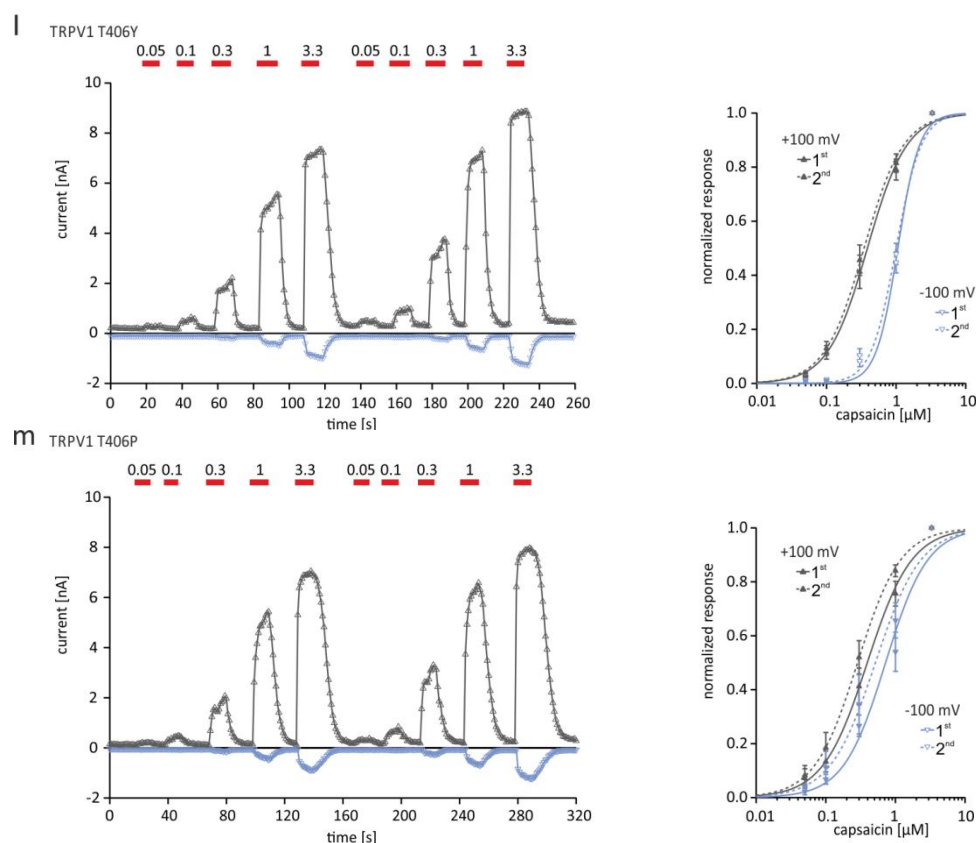 l TRPV1 T406Y
0.05 0.1 0.3 1 3.3 0.05 0.1 0.3 1 3.3
10
8
6
4
2
0
-2
current [nA]
0 20 40 60 80 100 120 140 160 180 200 220 240 260
time [s]
1.0
0.8
0.6
0.4
0.2
0.0
normalized response
+100 mV
1st
2nd
-100 mV
1st
2nd
0.01 0.1 1 10
capsaicin [µM]
m TRPV1 T406P
0.05 0.1 0.3 1 3.3 0.05 0.1 0.3 1 3.3
10
8
6
4
2
0
-2
current [nA]
0 40 80 120 160 200 240 280 320
time [s]
1.0
0.8
0.6
0.4
0.2
0.0
normalized response
+100 mV
1st
2nd
-100 mV
1st
2nd
0.01 0.1 1 10
capsaicin [µM]